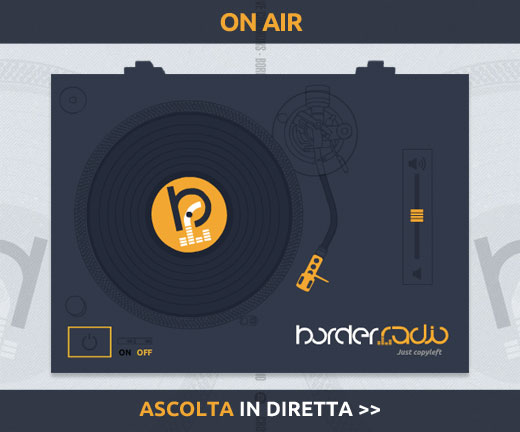 ON AIR
ON OFF
border radio
Just copyleft
ASCOLTA IN DIRETTA >>